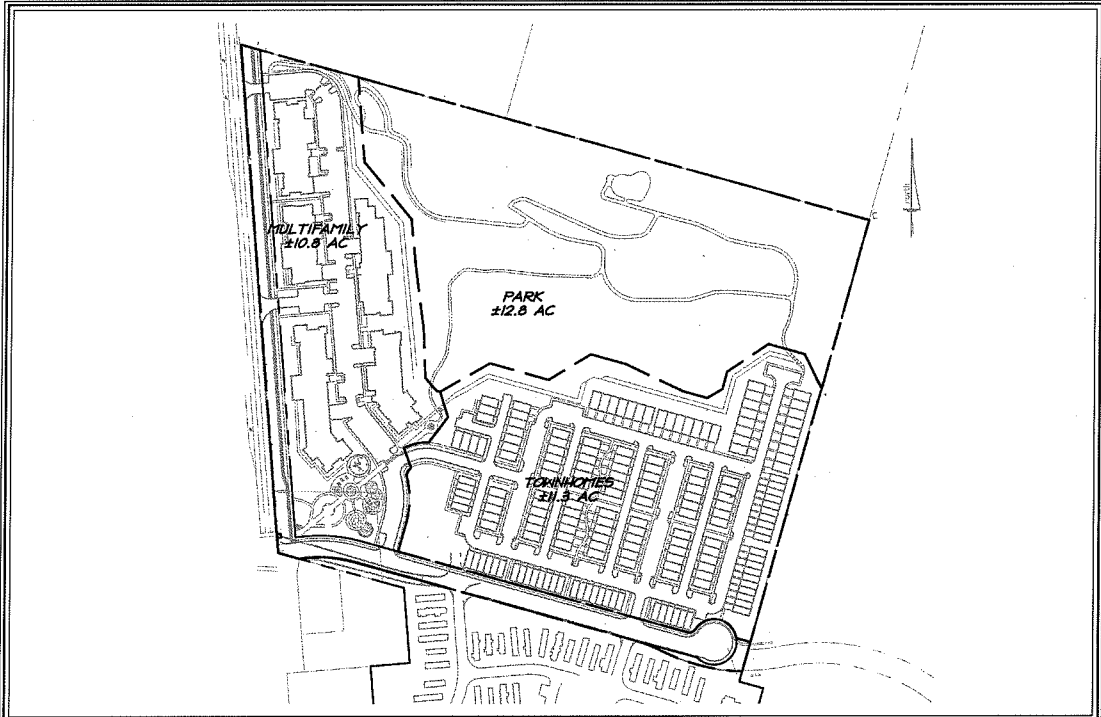 MULTIFAMILY
±10.8 AC
PARK
±12.8 AC
TOWNHOMES
±11.3 AC